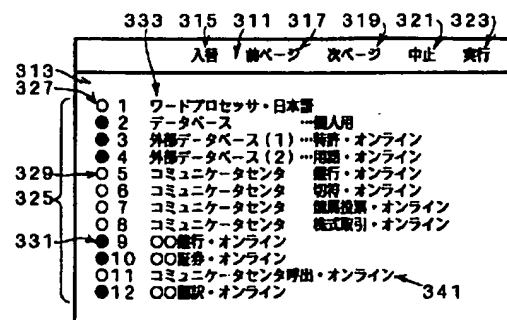 333 315 311 317 319 321 323
入替 前ページ 次ページ 中止 実行
313
327
○ 1 ワードプロセッサ・日本語
● 2 データベース …個人用
● 3 外部データベース(1)…特許・オンライン
● 4 外部データベース(2)…用語・オンライン
329 ○ 5 コミュニケータセンタ 銀行・オンライン
325 ○ 6 コミュニケータセンタ 切符・オンライン
○ 7 コミュニケータセンタ 競馬投票・オンライン
○ 8 コミュニケータセンタ 株式取引・オンライン
331 ● 9 ○○銀行・オンライン
●10 ○○証券・オンライン
○11 コミュニケータセンタ呼出・オンライン
●12 ○○翻訳・オンライン 341